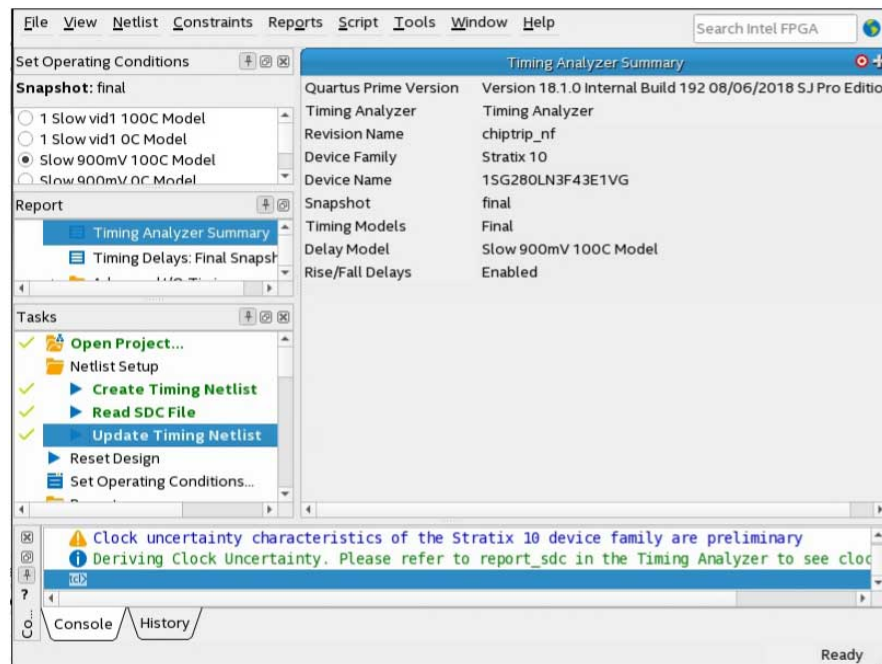 File View Netlist Constraints Reports Script Tools Window Help
Search Intel FPGA
Set Operating Conditions
Snapshot: final
1 Slow vid1 100C Model
1 Slow vid1 0C Model
Slow 900mV 100C Model
Slow 900mV 0C Model
Report
Timing Analyzer Summary
Timing Delays: Final Snapsh
Tasks
Open Project...
Netlist Setup
Create Timing Netlist
Read SDC File
Update Timing Netlist
Reset Design
Set Operating Conditions...
Timing Analyzer Summary
Quartus Prime Version Version 18.1.0 Internal Build 192 08/06/2018 SJ Pro Editio
Timing Analyzer Timing Analyzer
Revision Name chiptrip_nf
Device Family Stratix 10
Device Name 1SG280LN3F43E1VG
Snapshot final
Timing Models Final
Delay Model Slow 900mV 100C Model
Rise/Fall Delays Enabled
Clock uncertainty characteristics of the Stratix 10 device family are preliminary
Deriving Clock Uncertainty. Please refer to report_sdc in the Timing Analyzer to see cloc
tcl>
?
Co...
Console History
Ready